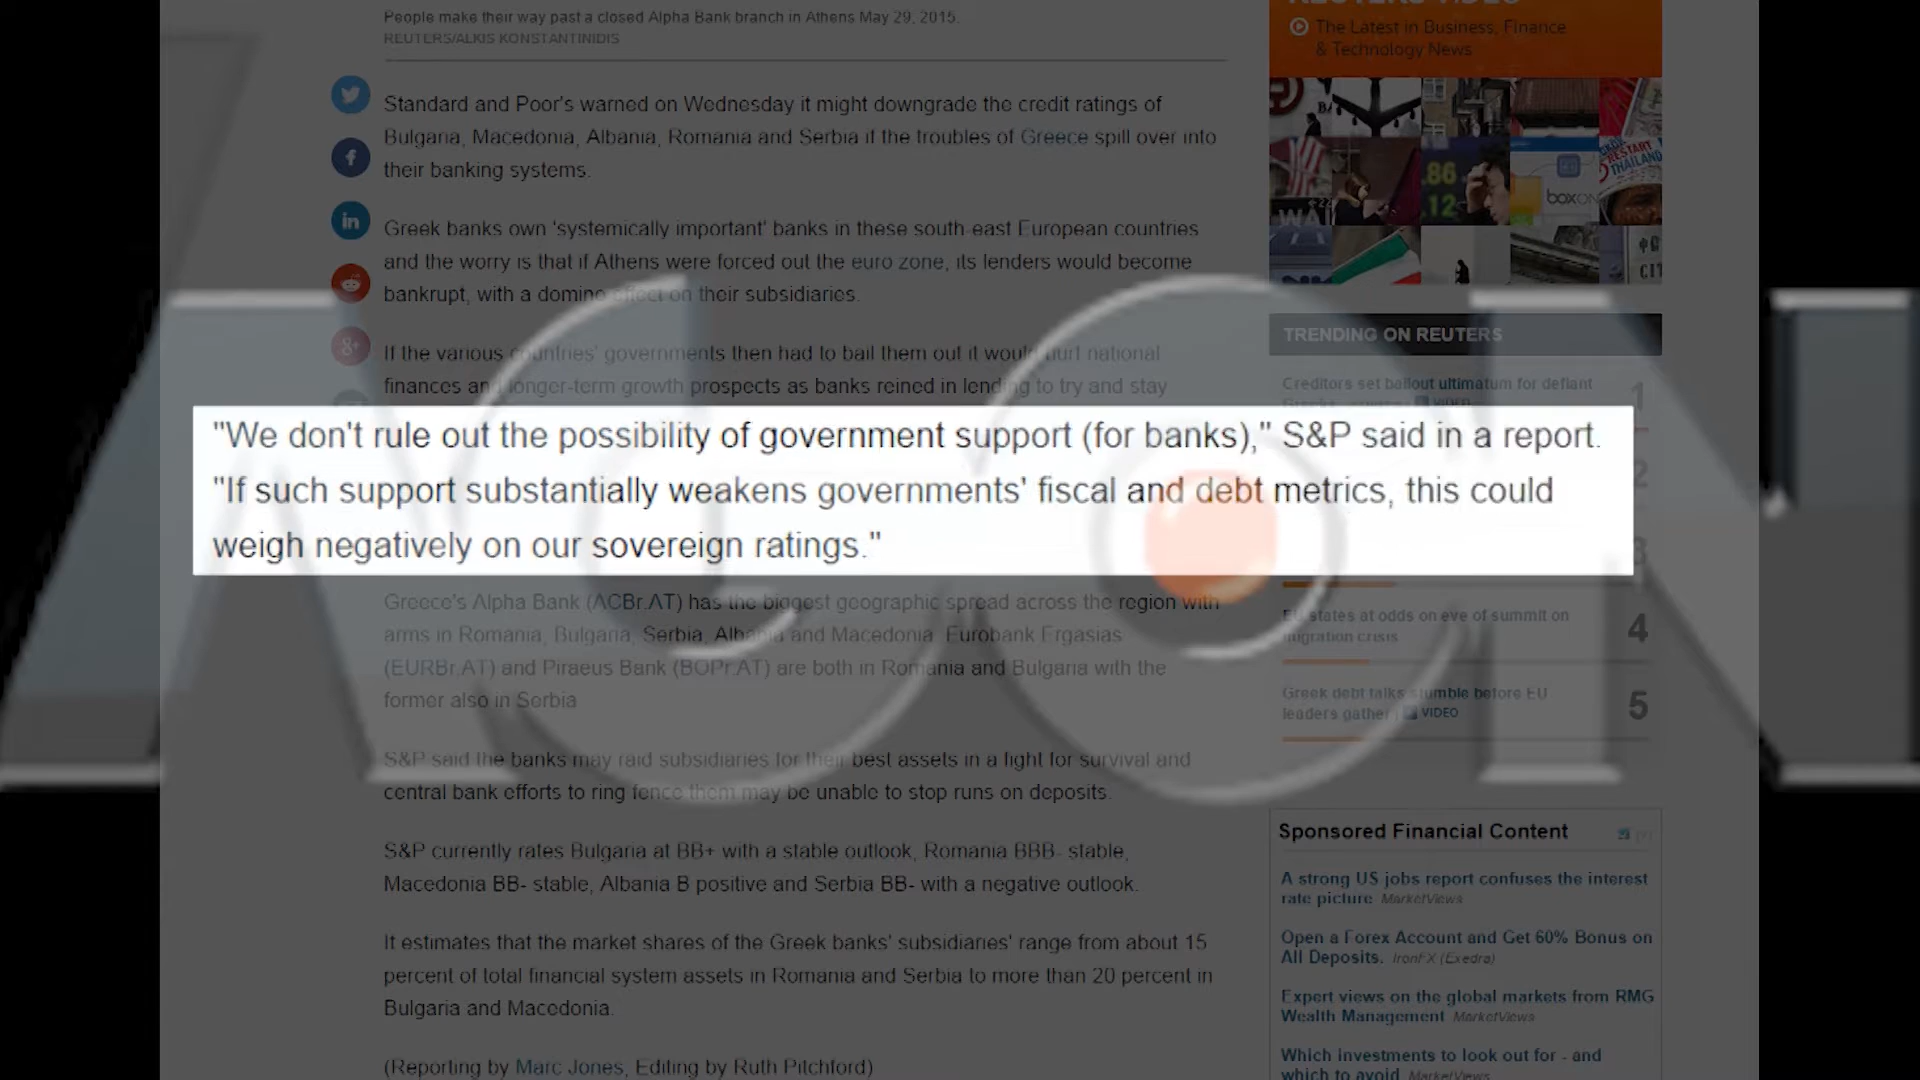 People make their way past a closed Alpha Bank branch in Athens May 29, 2015.
REUTERS/ALKIS KONSTANTINIDIS
Standard and Poor's warned on Wednesday it might downgrade the credit ratings of
Bulgaria, Macedonia, Albania, Romania and Serbia if the troubles of Greece spill over into
their banking systems.
Greek banks own 'systemically important' banks in these south-east European countries
and the worry is that if Athens were forced out the euro zone, its lenders would become
bankrupt, with a domino effect on their subsidiaries.
If the various countries' governments then had to bail them out it would hurt national
finances and longer-term growth prospects as banks reined in lending to try and stay
"We don't rule out the possibility of government support (for banks)," S&P said in a report.
"If such support substantially weakens governments' fiscal and debt metrics, this could
weigh negatively on our sovereign ratings."
Greece's Alpha Bank (ACBr.AT) has the biggest geographic spread across the region with
arms in Romania, Bulgaria, Serbia, Albania and Macedonia. Eurobank Ergasias
(EURBr.AT) and Piraeus Bank (BOPr.AT) are both in Romania and Bulgaria with the
former also in Serbia
S&P said the banks may raid subsidiaries for their best assets in a fight for survival and
central bank efforts to ring fence them may be unable to stop runs on deposits.
S&P currently rates Bulgaria at BB+ with a stable outlook, Romania BBB- stable,
Macedonia BB- stable, Albania B positive and Serbia BB- with a negative outlook.
It estimates that the market shares of the Greek banks' subsidiaries' range from about 15
percent of total financial system assets in Romania and Serbia to more than 20 percent in
Bulgaria and Macedonia.
(Reporting by Marc Jones, Editing by Ruth Pitchford)
REUTERS VIDEO
The Latest in Business, Finance
& Technology News
.86
.12
RESTART
THAILAND
boxon
TRENDING ON REUTERS
Creditors set bailout ultimatum for defiant
VIDEO
1
2
3
EU states at odds on eve of summit on
migration crisis
4
Greek debt talks stumble before EU
leaders gather | VIDEO
5
Sponsored Financial Content
A strong US jobs report confuses the interest
rate picture MarketViews
Open a Forex Account and Get 60% Bonus on
All Deposits. IronFX (Exedra)
Expert views on the global markets from RMG
Wealth Management MarketViews
Which investments to look out for - and
which to avoid MarketViews